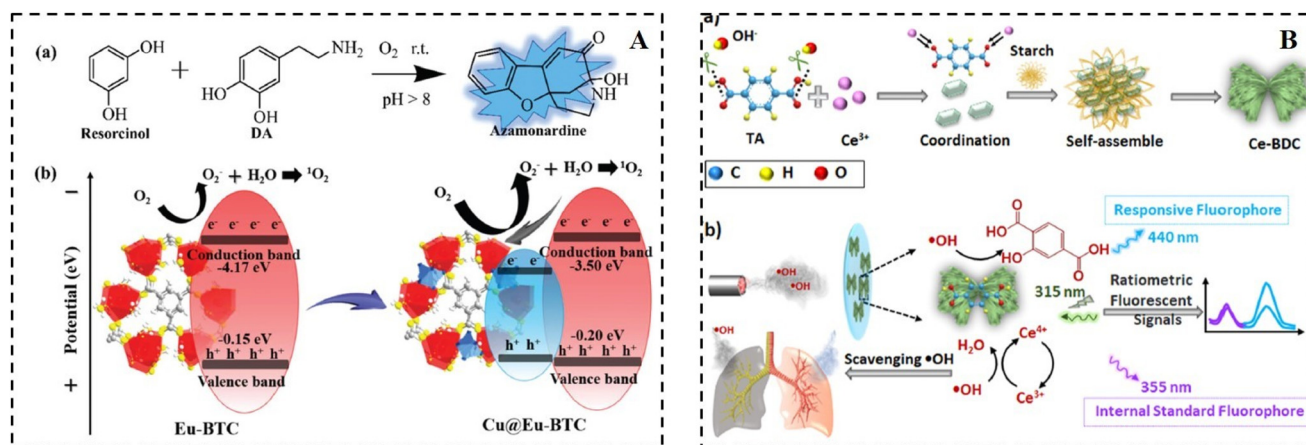 A
(a)
OH
OH
Resorcinol
+
HO
OH
NH2
DA
O2 r.t.
pH > 8
O
OH
NH
O
Azamonardine
(b)
Potential (eV)
−
+
O2
O2- + H2O ➡ 1O2
e- e- e- e-
Conduction band
-4.17 eV
-0.15 eV
h+ h+ h+ h+
Valence band
Eu-BTC
O2
O2- + H2O ➡ 1O2
e- e- e- e-
Conduction band
-3.50 eV
e- e-
h+ h+
-0.20 eV
h+ h+ h+ h+
Valence band
Cu@Eu-BTC
B
a)
OH-
TA
+
Ce3+
Coordination
Starch
Self-assemble
Ce-BDC
C H O
b)
•OH
•OH
•OH
•OH
•OH
•OH
HO
O
HO
O
OH
Responsive Fluorophore
440 nm
315 nm
Ratiometric
Fluorescent
Signals
Scavenging •OH
H2O
•OH
Ce4+
Ce3+
355 nm
Internal Standard Fluorophore